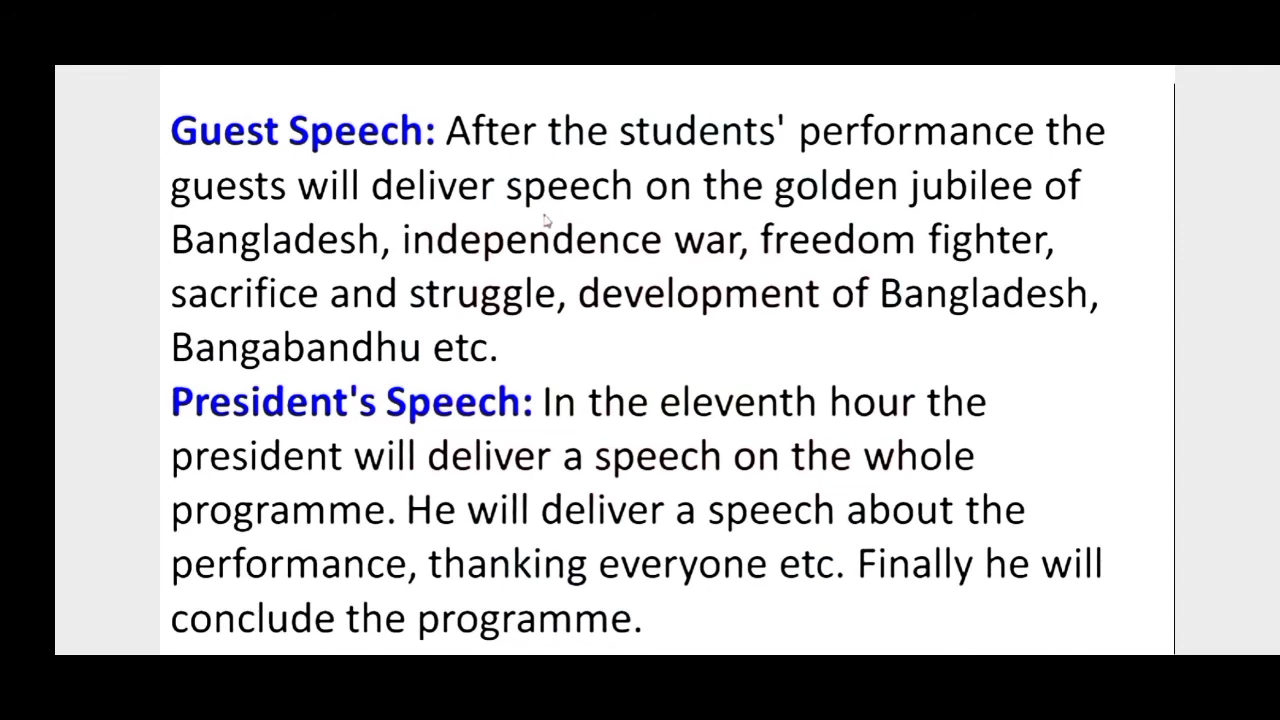 Guest Speech: After the students' performance the
guests will deliver speech on the golden jubilee of
Bangladesh, independence war, freedom fighter,
sacrifice and struggle, development of Bangladesh,
Bangabandhu etc.
President's Speech: In the eleventh hour the
president will deliver a speech on the whole
programme. He will deliver a speech about the
performance, thanking everyone etc. Finally he will
conclude the programme.